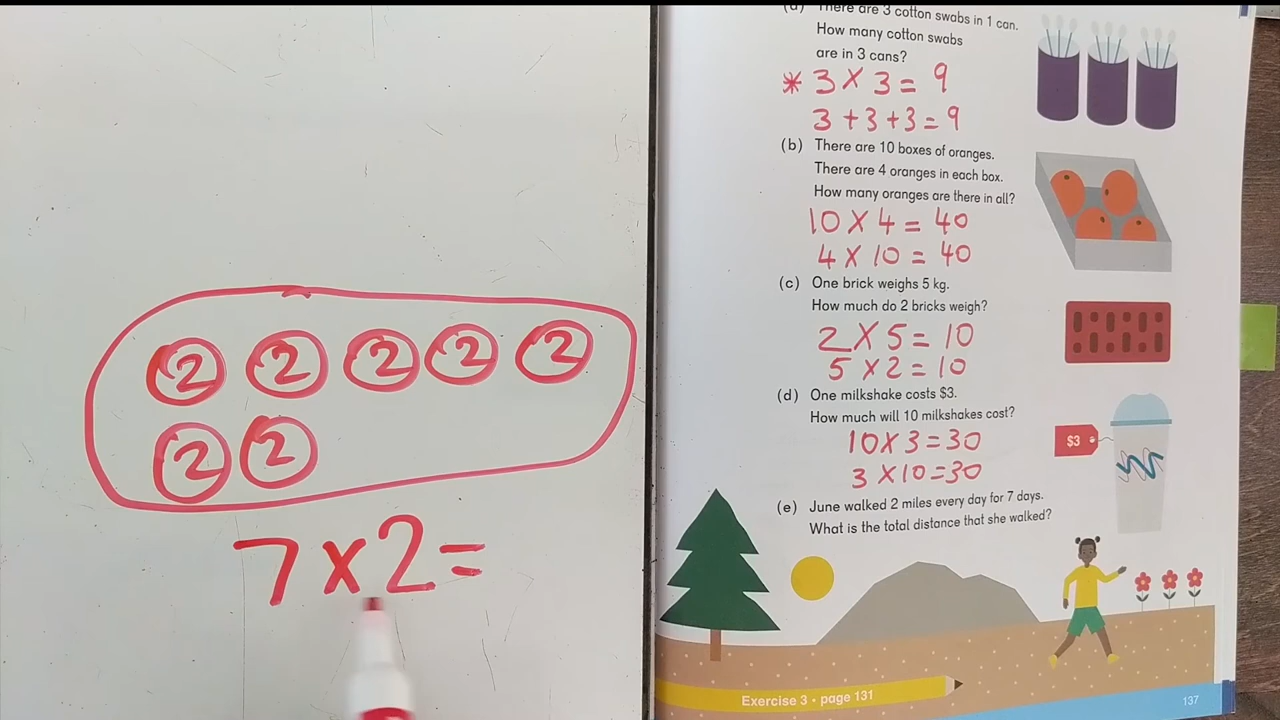 2 2 2 2 2
2 2
7 x 2 =
(a) There are 3 cotton swabs in 1 can.
How many cotton swabs
are in 3 cans?
* 3 x 3 = 9
3 + 3 + 3 = 9
(b) There are 10 boxes of oranges.
There are 4 oranges in each box.
How many oranges are there in all?
10 x 4 = 40
4 x 10 = 40
(c) One brick weighs 5 kg.
How much do 2 bricks weigh?
2 x 5 = 10
5 x 2 = 10
(d) One milkshake costs $3.
How much will 10 milkshakes cost?
10 x 3 = 30
3 x 10 = 30
$3
(e) June walked 2 miles every day for 7 days.
What is the total distance that she walked?
Exercise 3 • page 131
137